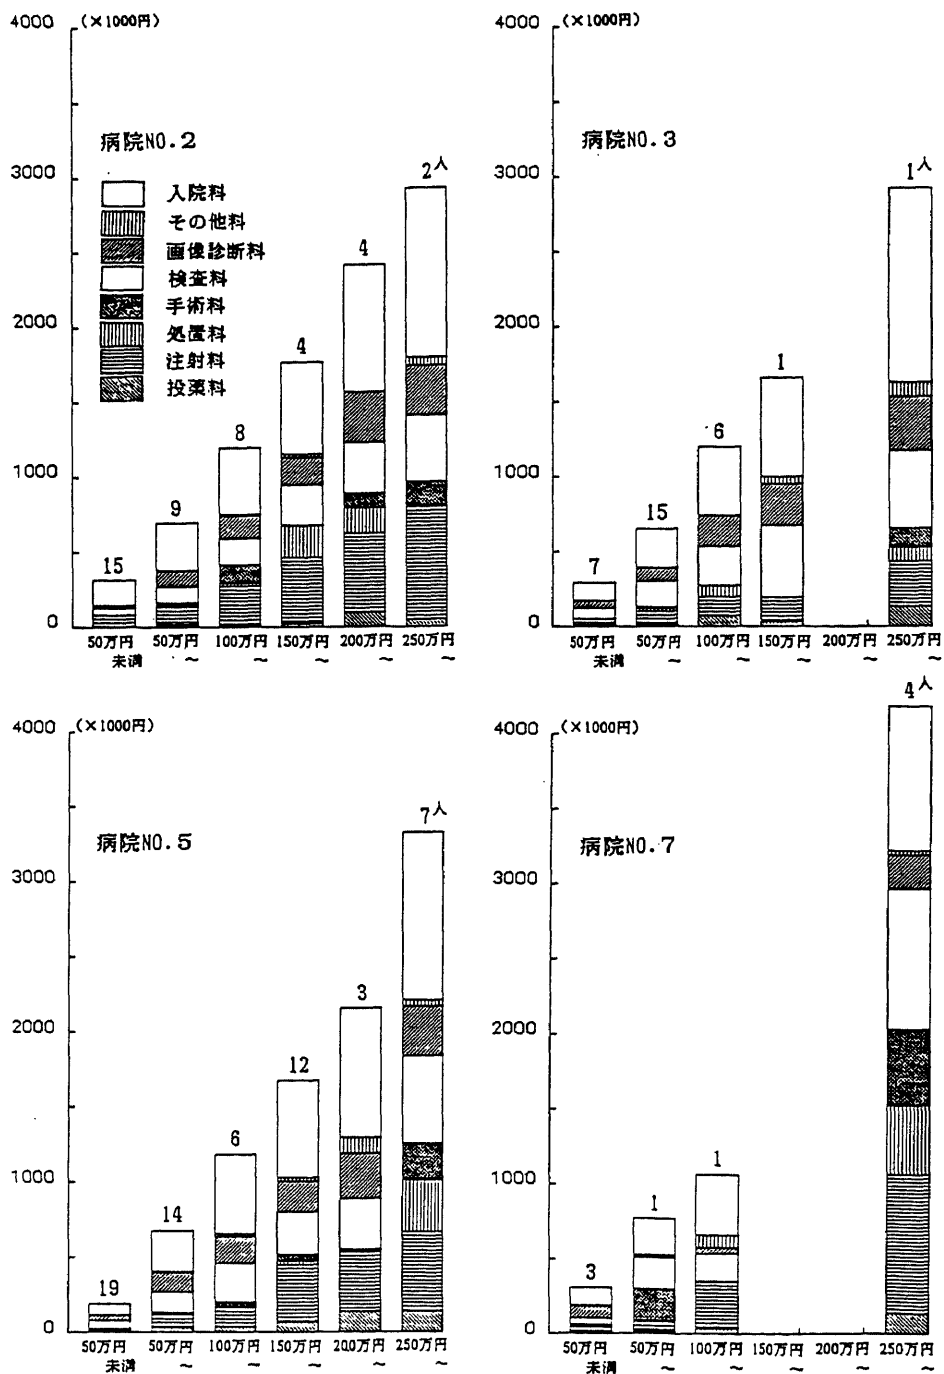 4000 (×1000円)
病院NO.2
3000
入院料
その他料
画像診断料
検査料
手術料
処置料
注射料
投薬料
2000
1000
0
15
9
8
4
4
2人
50万円 50万円 100万円 150万円 200万円 250万円
未満 ~ ~ ~ ~ ~
4000 (×1000円)
病院NO.3
3000
2000
1000
0
7
15
6
1
1人
50万円 50万円 100万円 150万円 200万円 250万円
未満 ~ ~ ~ ~ ~
4000 (×1000円)
病院NO.5
3000
2000
1000
0
19
14
6
12
3
7人
50万円 50万円 100万円 150万円 200万円 250万円
未満 ~ ~ ~ ~ ~
4000 (×1000円)
病院NO.7
3000
2000
1000
0
3
1
1
4人
50万円 50万円 100万円 150万円 200万円 250万円
未満 ~ ~ ~ ~ ~